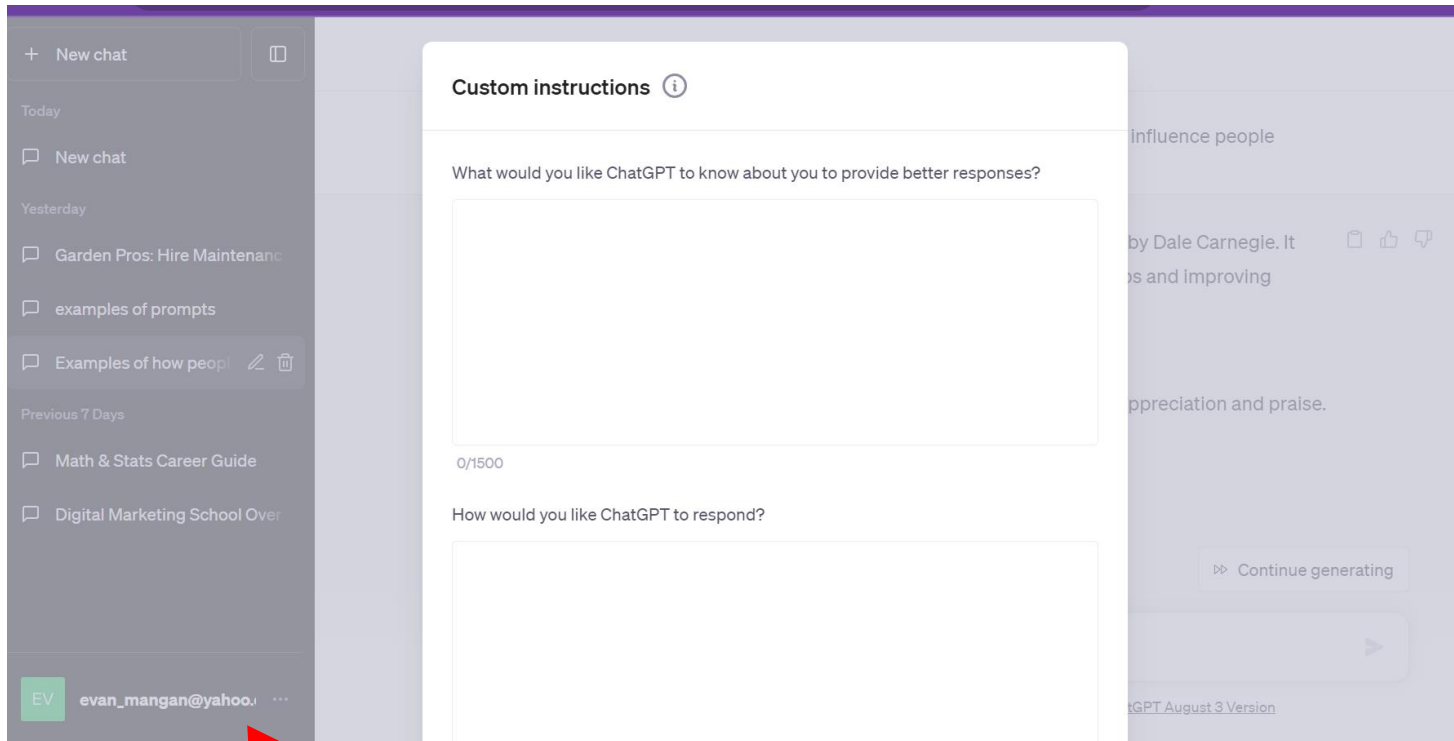 New chat
Today
New chat
Yesterday
Garden Pros: Hire Maintenanc
examples of prompts
Examples of how peopl
Previous 7 Days
Math & Stats Career Guide
Digital Marketing School Over
EV
evan_mangan@yahoo.
Custom instructions
What would you like ChatGPT to know about you to provide better responses?
0/1500
How would you like ChatGPT to respond?
influence people
by Dale Carnegie. It
ps and improving
ppreciation and praise.
Continue generating
tGPT August 3 Version